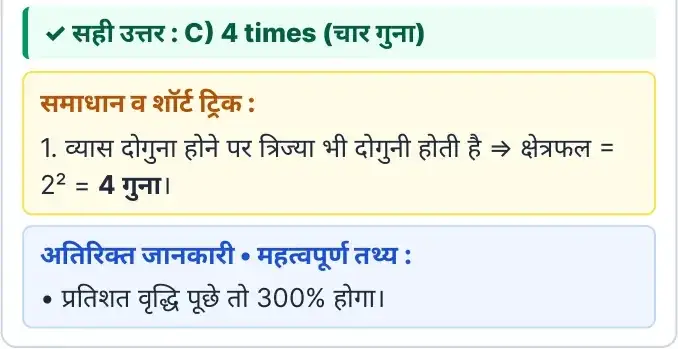 ✓ सही उत्तर : C) 4 times (चार गुना)
समाधान व शॉर्ट ट्रिक :
1. व्यास दोगुना होने पर त्रिज्या भी दोगुनी होती है ⇒ क्षेत्रफल =
2² = 4 गुना।
अतिरिक्त जानकारी • महत्वपूर्ण तथ्य :
• प्रतिशत वृद्धि पूछे तो 300% होगा।